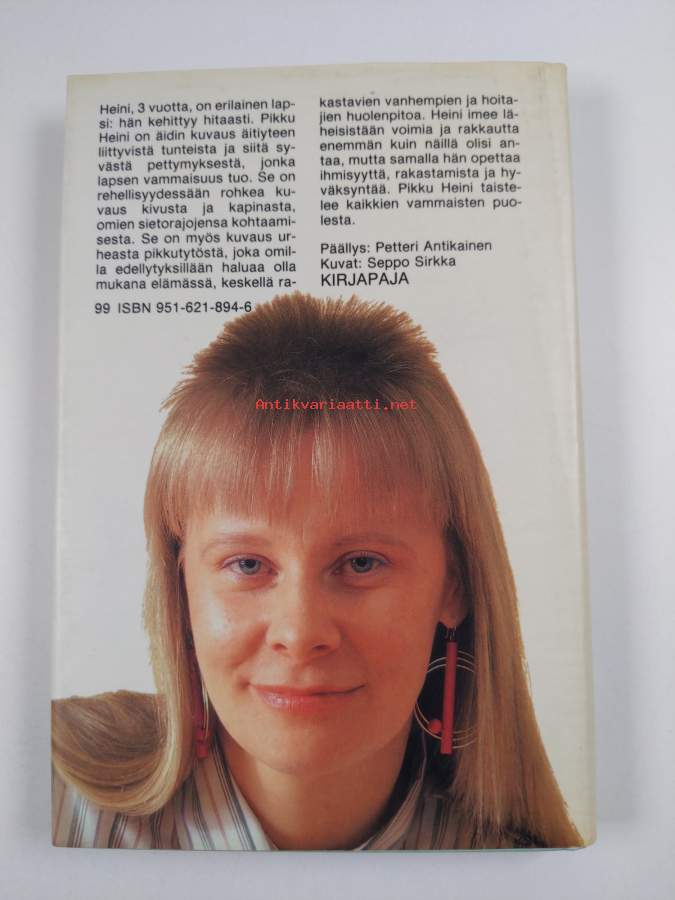 Heini, 3 vuotta, on erilainen lap-
si: hän kehittyy hitaasti. Pikku
Heini on äidin kuvaus äitiyteen
liittyvistä tunteista ja siitä sy-
västä pettymyksestä, jonka
lapsen vammaisuus tuo. Se on
rehellisyydessään rohkea ku-
vaus kivusta ja kapinasta,
omien sietorajojensa kohtaami-
sesta. Se on myös kuvaus ur-
heasta pikkutytöstä, joka omil-
la edellytyksillään haluaa olla
mukana elämässä, keskellä ra-
kastavien vanhempien ja hoita-
jien huolenpitoa. Heini imee lä-
heisistään voimia ja rakkautta
enemmän kuin näillä olisi an-
taa, mutta samalla hän opettaa
ihmisyyttä, rakastamista ja hy-
väksyntää. Pikku Heini taiste-
lee kaikkien vammaisten puo-
lesta.
Päällys: Petteri Antikainen
Kuvat: Seppo Sirkka
KIRJAPAJA
99 ISBN 951-621-894-6
Antikvariaatti.net